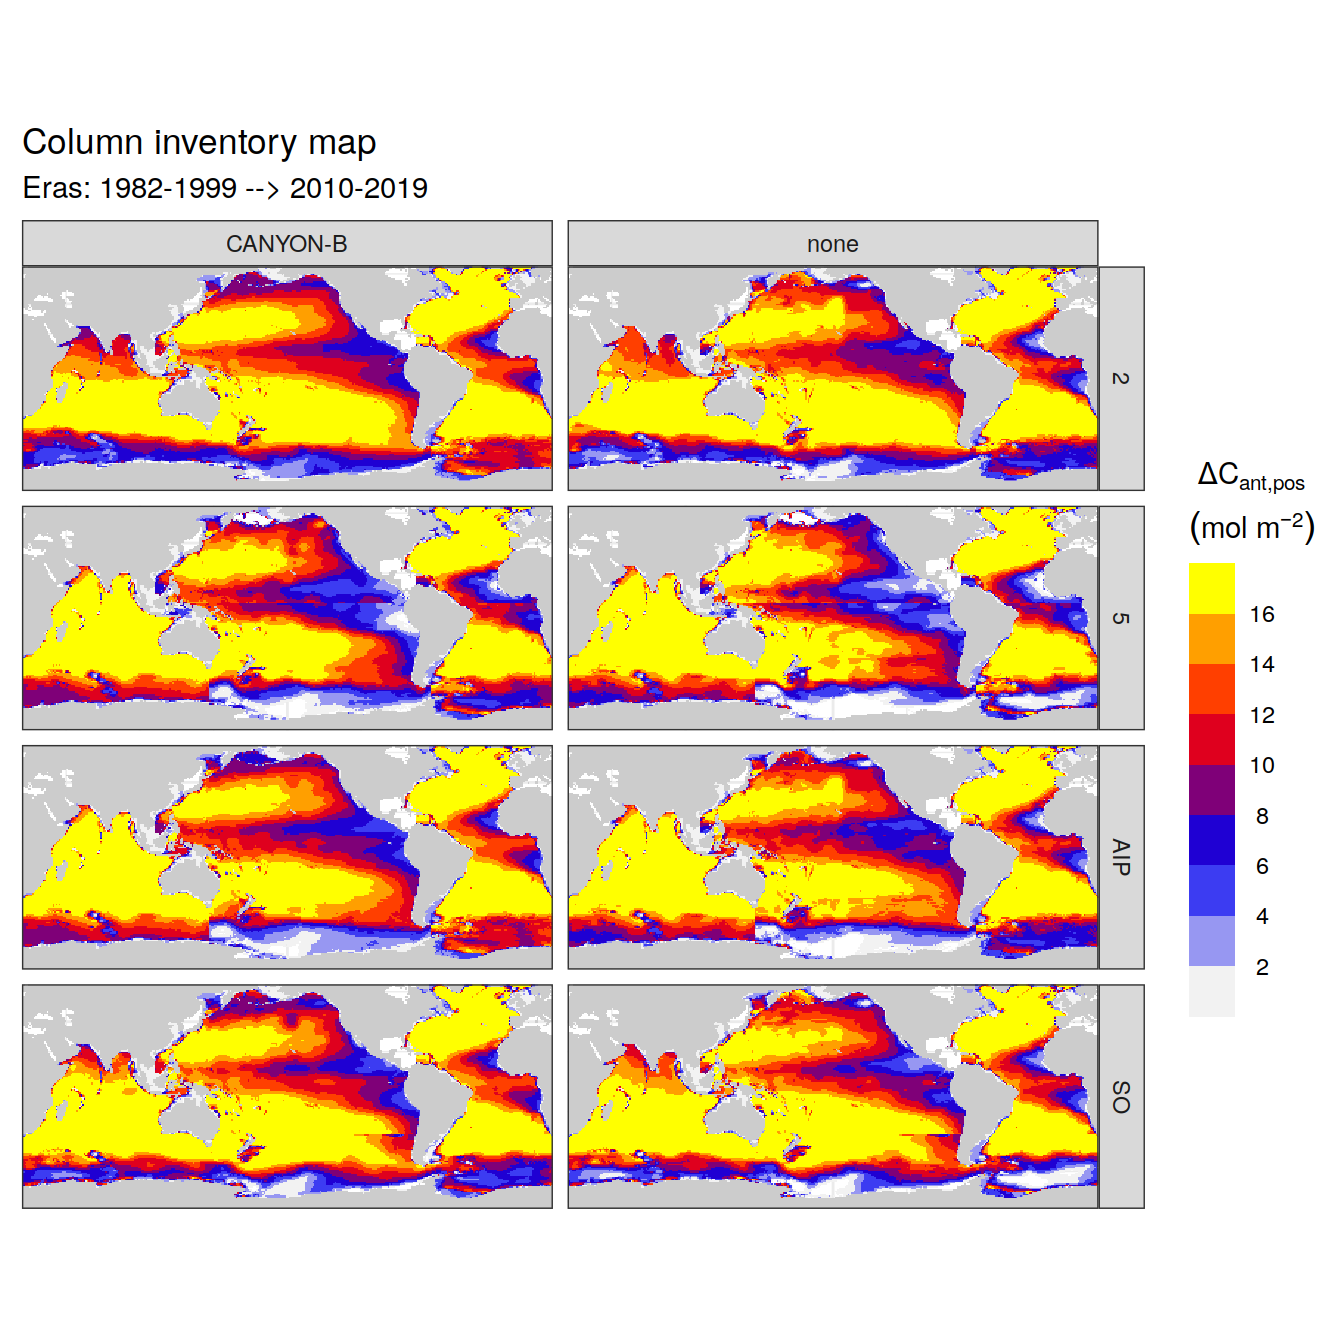 Column inventory map
Eras: 1982-1999 --> 2010-2019
CANYON-B
none
2
5
AIP
SO
ΔCant,pos
(mol m−2)
16
14
12
10
8
6
4
2